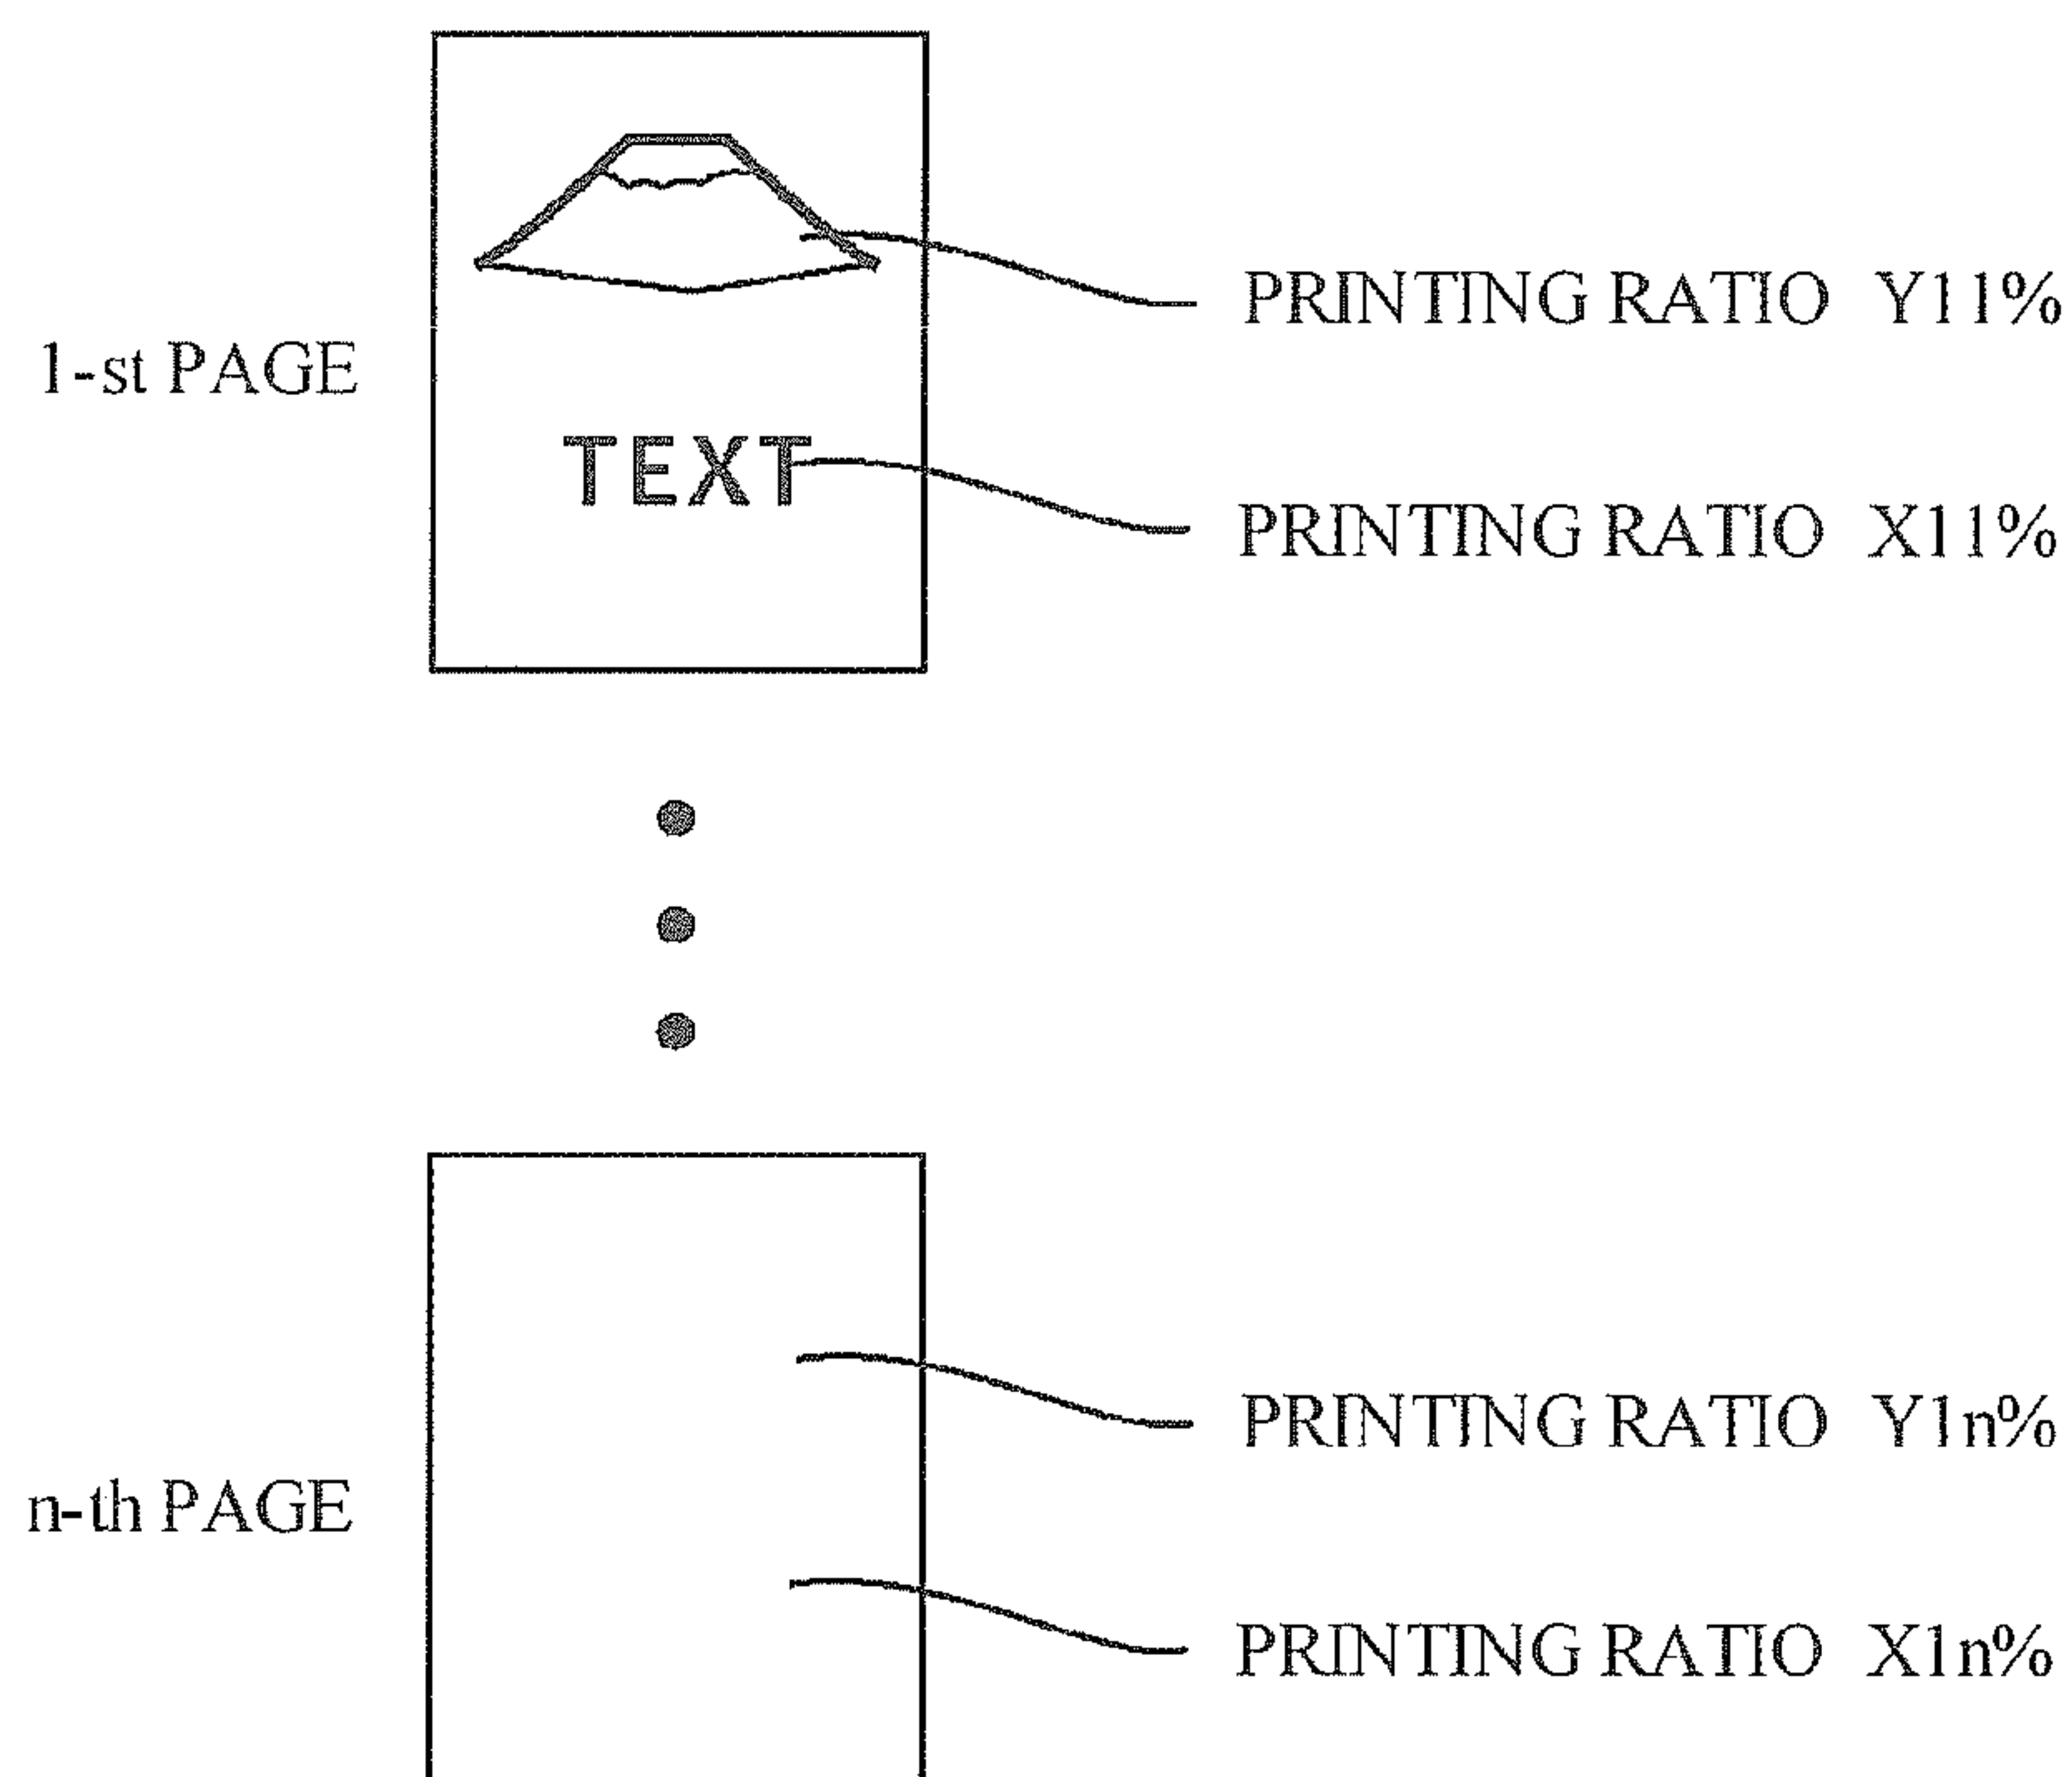 PRINTING RATIO Y11%
1-st PAGE
TEXT
PRINTING RATIO X11%
PRINTING RATIO Y1n%
n-th PAGE
PRINTING RATIO X1n%